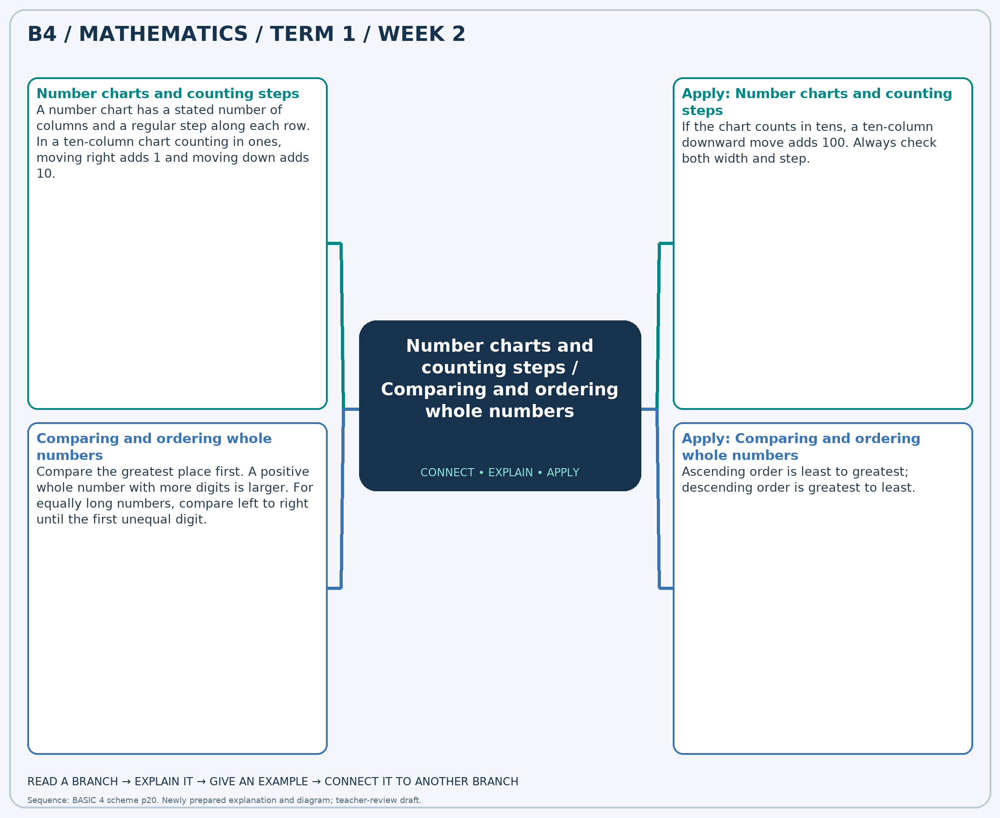 B4 / MATHEMATICS / TERM 1 / WEEK 2
Number charts and counting steps
A number chart has a stated number of
columns and a regular step along each row.
In a ten-column chart counting in ones,
moving right adds 1 and moving down adds
10.
Apply: Number charts and counting
steps
If the chart counts in tens, a ten-column
downward move adds 100. Always check
both width and step.
Number charts and
counting steps /
Comparing and ordering
whole numbers
CONNECT • EXPLAIN • APPLY
Comparing and ordering whole
numbers
Compare the greatest place first. A positive
whole number with more digits is larger. For
equally long numbers, compare left to right
until the first unequal digit.
Apply: Comparing and ordering
whole numbers
Ascending order is least to greatest;
descending order is greatest to least.
READ A BRANCH → EXPLAIN IT → GIVE AN EXAMPLE → CONNECT IT TO ANOTHER BRANCH
Sequence: BASIC 4 scheme p20. Newly prepared explanation and diagram; teacher-review draft.